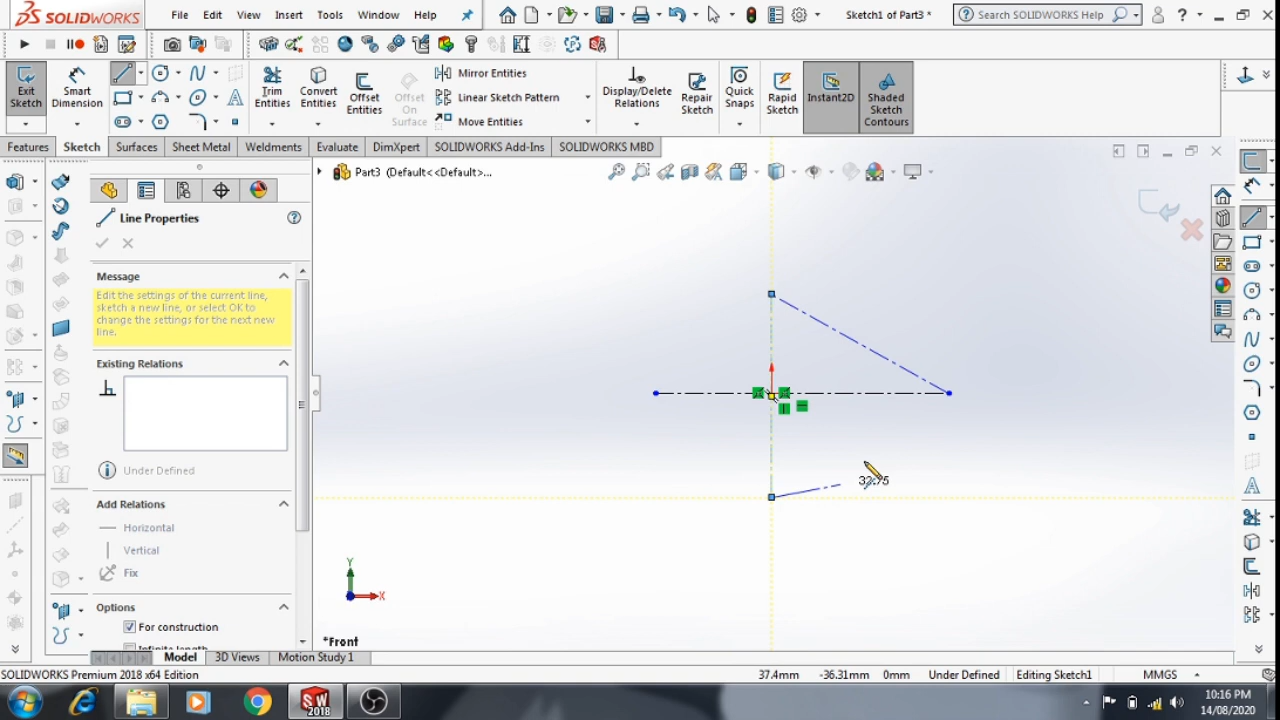 SOLIDWORKS File Edit View Insert Tools Window Help Sketch1 of Part3 * Search SOLIDWORKS Help ?
Exit Sketch
Smart Dimension
Trim Entities
Convert Entities
Offset Entities
Offset On Surface
Mirror Entities
Linear Sketch Pattern
Move Entities
Display/Delete Relations
Repair Sketch
Quick Snaps
Rapid Sketch
Instant2D
Shaded Sketch Contours
Features Sketch Surfaces Sheet Metal Weldments Evaluate DimXpert SOLIDWORKS Add-Ins SOLIDWORKS MBD
Part3 (Default<<Default>...
Line Properties
Message
Edit the settings of the current line, sketch a new line, or select OK to change the settings for the next new line.
Existing Relations
Under Defined
Add Relations
Horizontal
Vertical
Fix
Options
For construction
Infinite length
32.75
Y
X
*Front
Model 3D Views Motion Study 1
SOLIDWORKS Premium 2018 x64 Edition 37.4mm -36.31mm 0mm Under Defined Editing Sketch1 MMGS
SW 2018
10:16 PM
14/08/2020